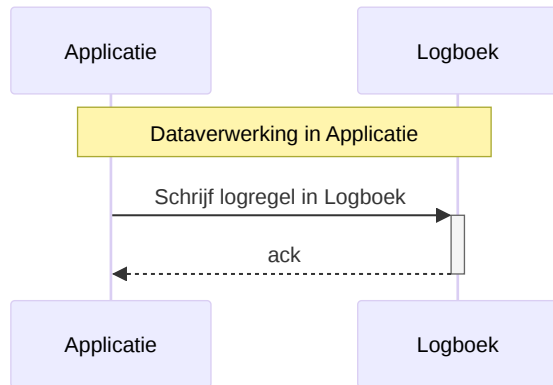 Applicatie
Logboek
Dataverwerking in Applicatie
Schrijf logregel in Logboek
ack
Applicatie
Logboek